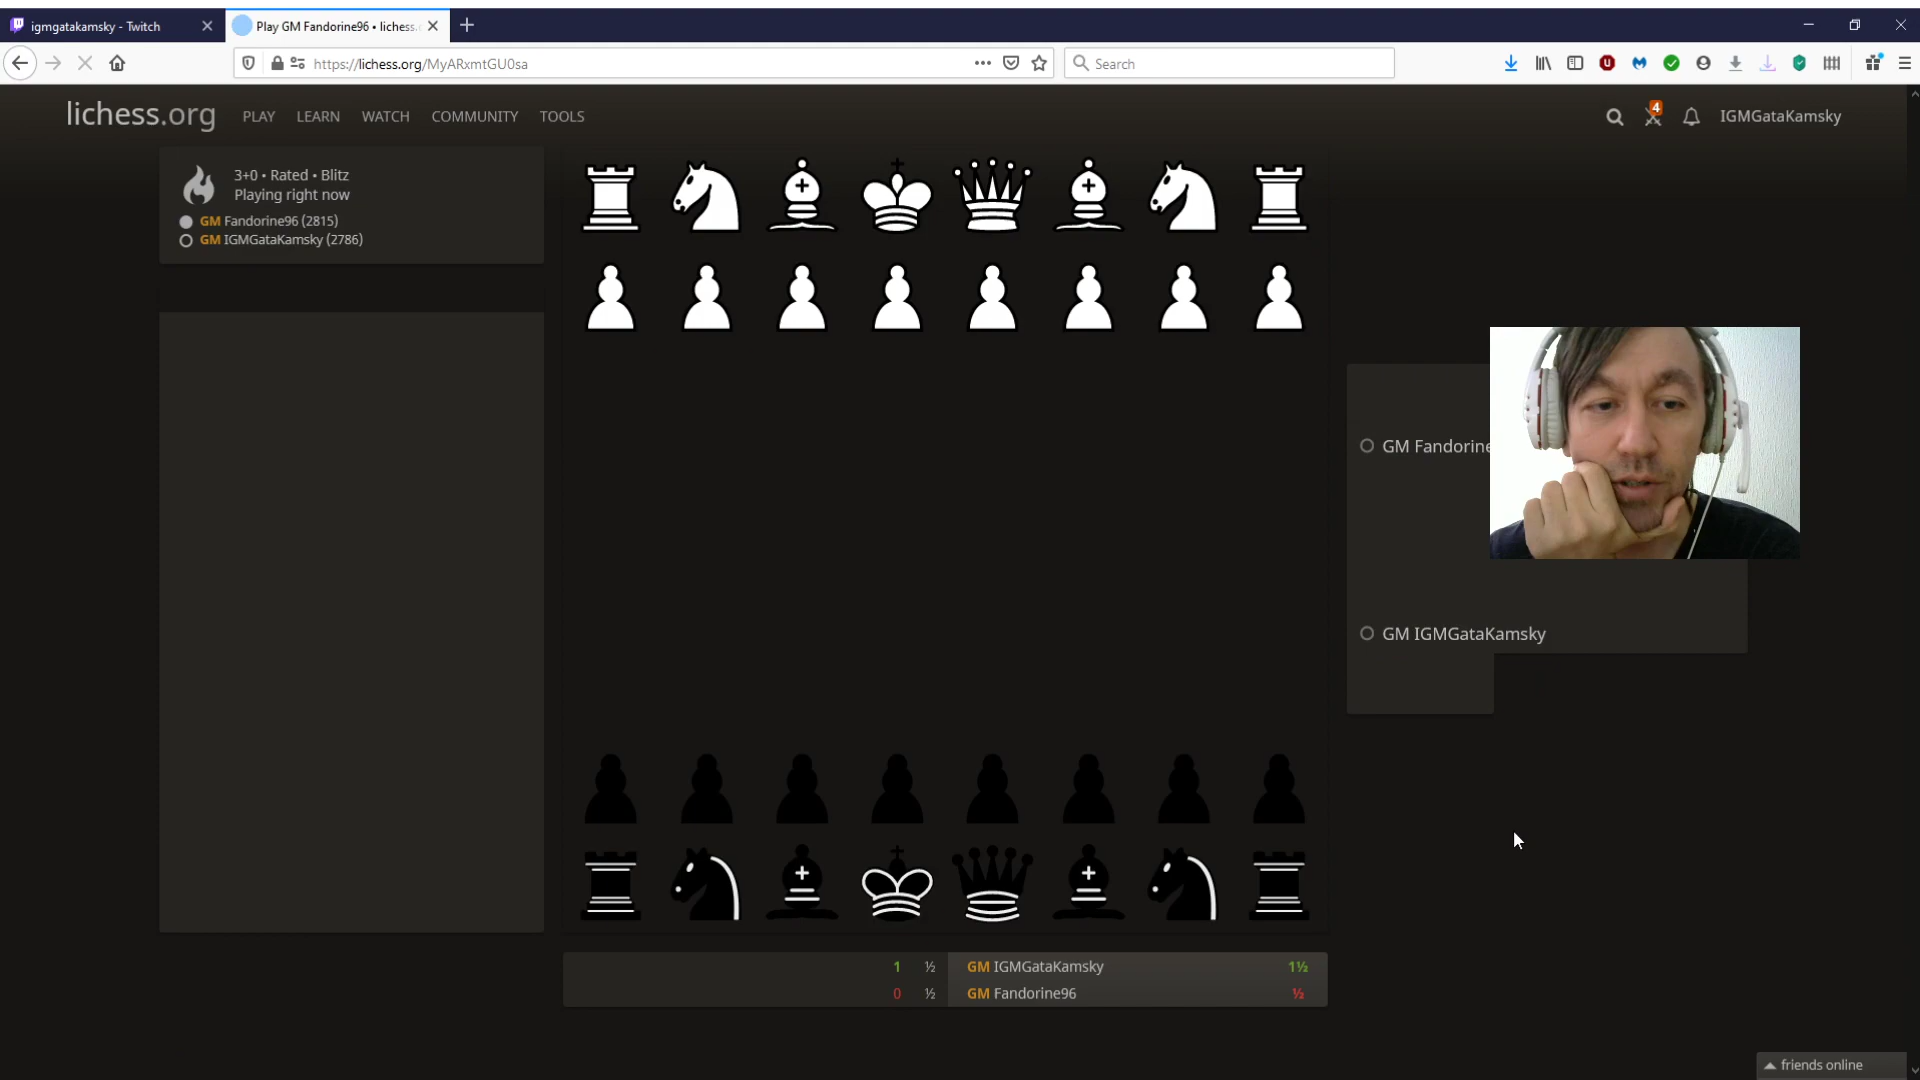 igmgatakamsky - Twitch
Play GM Fandorine96 • lichess.
https://lichess.org/MyARxmtGU0sa
Search
lichess.org PLAY LEARN WATCH COMMUNITY TOOLS
4
IGMGataKamsky
3+0 • Rated • Blitz
Playing right now
GM Fandorine96 (2815)
GM IGMGataKamsky (2786)
GM Fandorine
GM IGMGataKamsky
1 ½ GM IGMGataKamsky 1½
0 ½ GM Fandorine96 ½
friends online